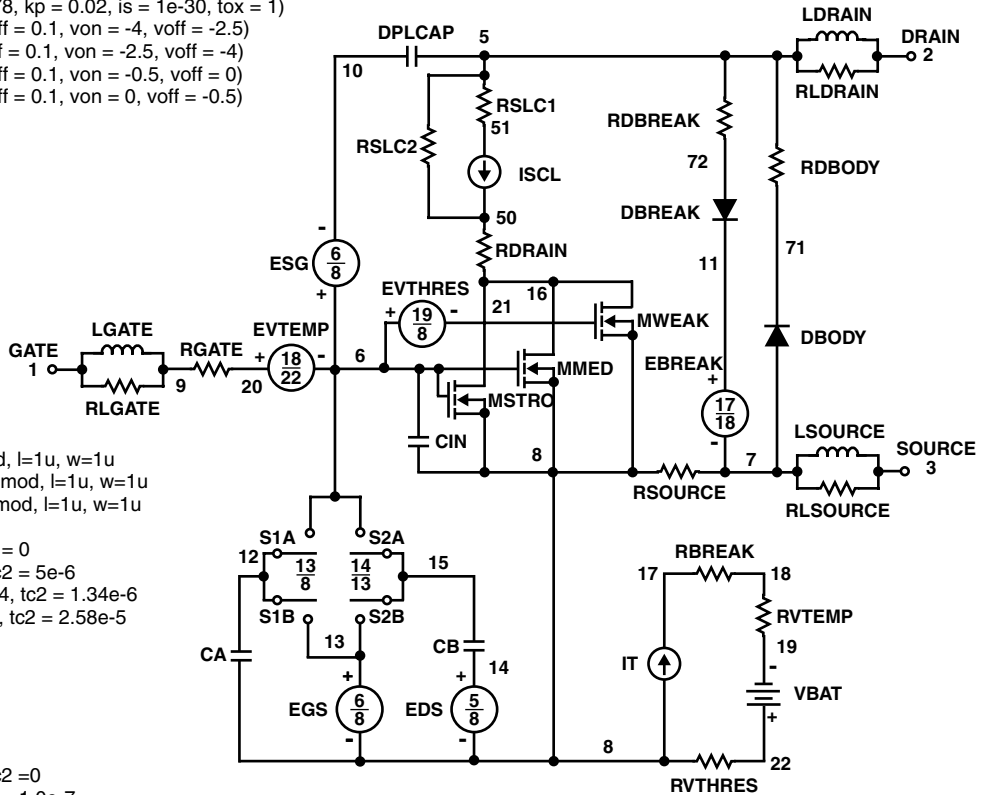 78, kp = 0.02, is = 1e-30, tox = 1)
ff = 0.1, von = -4, voff = -2.5)
f = 0.1, von = -2.5, voff = -4)
ff = 0.1, von = -0.5, voff = 0)
ff = 0.1, von = 0, voff = -0.5)
DPLCAP
5
10
LDRAIN
DRAIN
2
RLDRAIN
RSLC1
51
RSLC2
ISCL
50
RDRAIN
RDBREAK
72
DBREAK
11
RDBODY
71
DBODY
-
ESG
6
8
+
EVTHRES
+
19
8
-
21
16
MWEAK
MMED
MSTRO
EBREAK
+
17
18
-
GATE
1
LGATE
RLGATE
9
RGATE
20
EVTEMP
+
18
22
-
6
CIN
8
RSOURCE
7
LSOURCE
SOURCE
3
RLSOURCE
d, l=1u, w=1u
mod, l=1u, w=1u
mod, l=1u, w=1u
= 0
c2 = 5e-6
4, tc2 = 1.34e-6
, tc2 = 2.58e-5
S1A
S2A
12
13
8
14
13
15
S1B
S2B
13
CA
CB
14
+
EGS
6
8
-
+
EDS
5
8
-
8
RBREAK
17
18
RVTEMP
19
IT
-
VBAT
+
22
RVTHRES
c2 =0